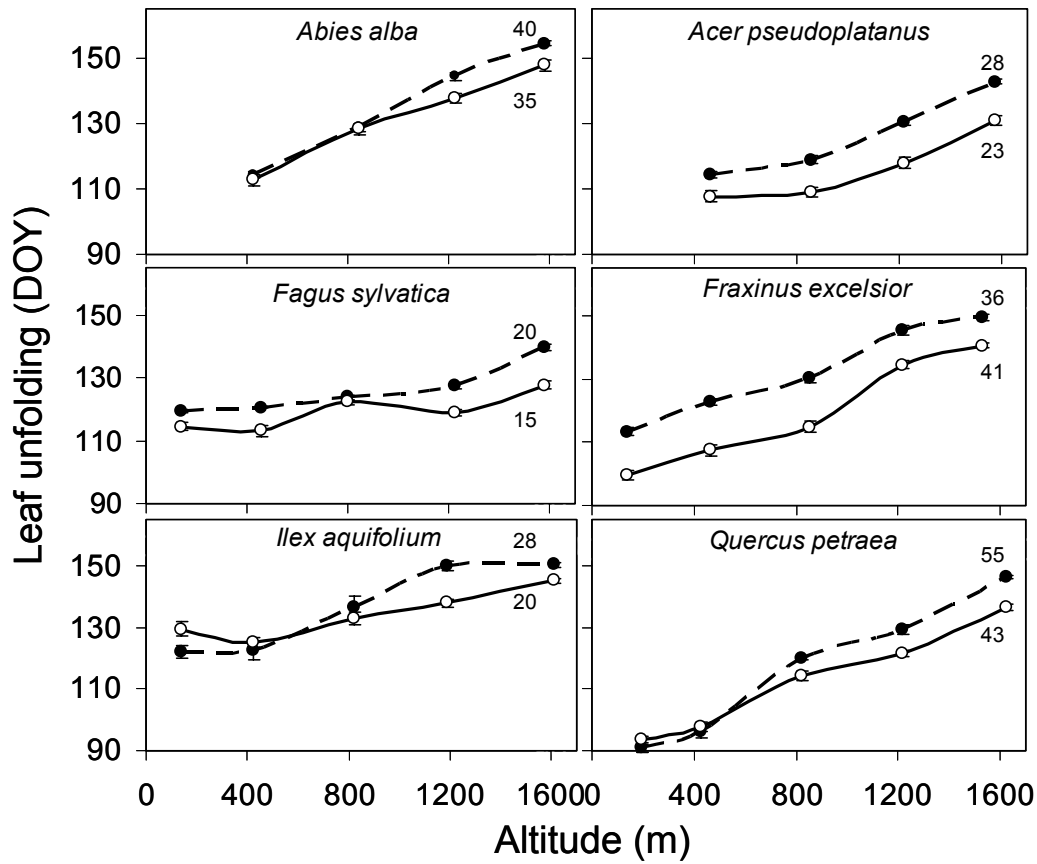 Leaf unfolding (DOY)
Abies alba
150
130
110
90
40
35
Acer pseudoplatanus
28
23
Fagus sylvatica
150
130
110
90
20
15
Fraxinus excelsior
36
41
Ilex aquifolium
150
130
110
90
28
20
Quercus petraea
55
43
0 400 800 1200 16000 400 800 1200 1600
Altitude (m)